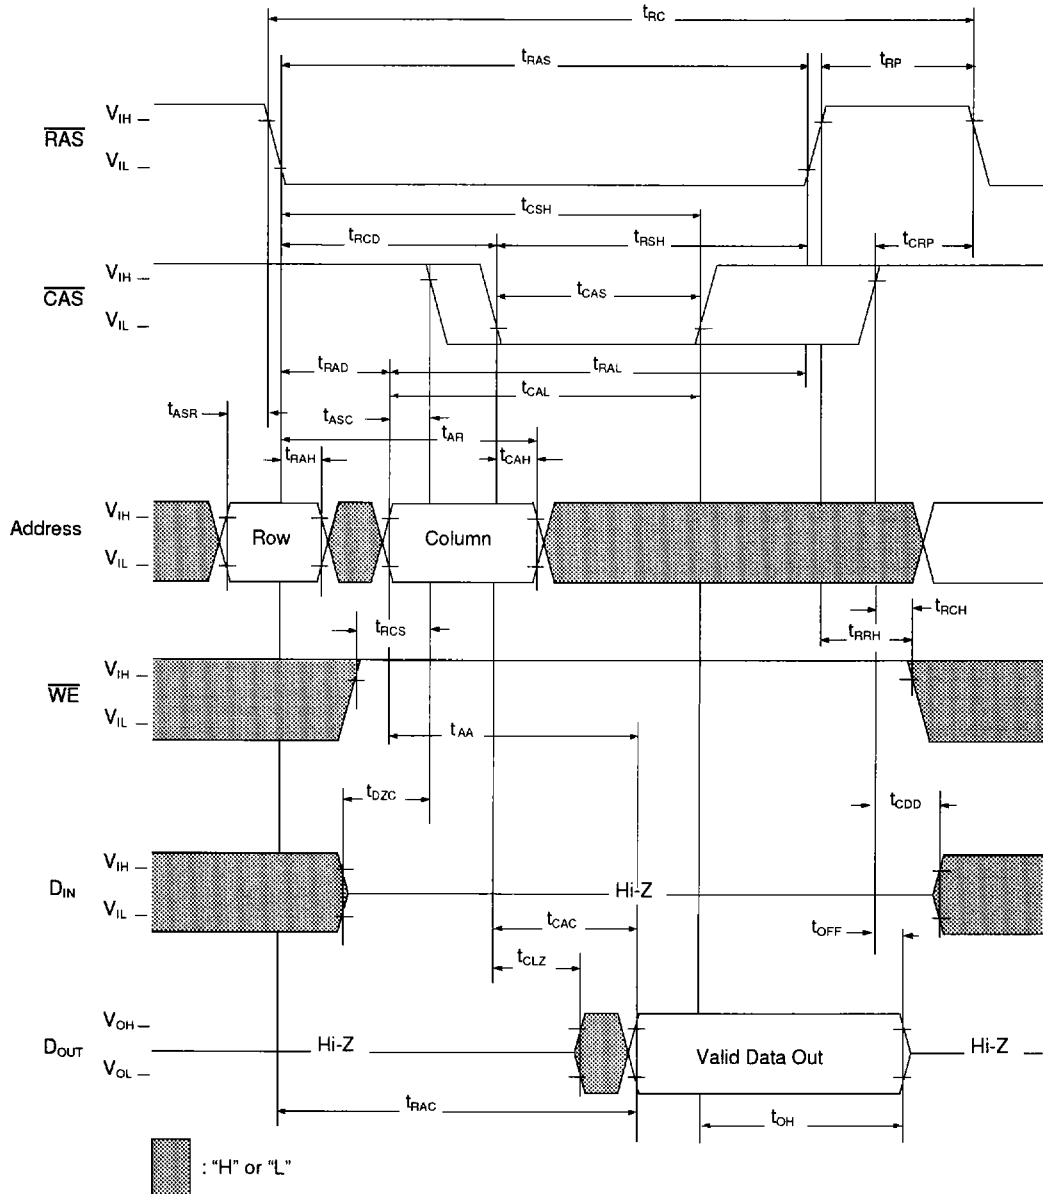 tRC
tRAS
tRP
RAS
VIH
VIL
tCSH
tRCD
tRSH
tCRP
CAS
VIH
VIL
tCAS
tRAD
tRAL
tCAL
tASR
tASC
tAR
tRAH
tCAH
Address
VIH
VIL
Row
Column
tRCS
tRCH
tRRH
WE
VIH
VIL
tAA
tDZC
tCDD
DIN
VIH
VIL
Hi-Z
tCAC
tOFF
tCLZ
DOUT
VOH
VOL
Hi-Z
Valid Data Out
Hi-Z
tRAC
tOH
: "H" or "L"